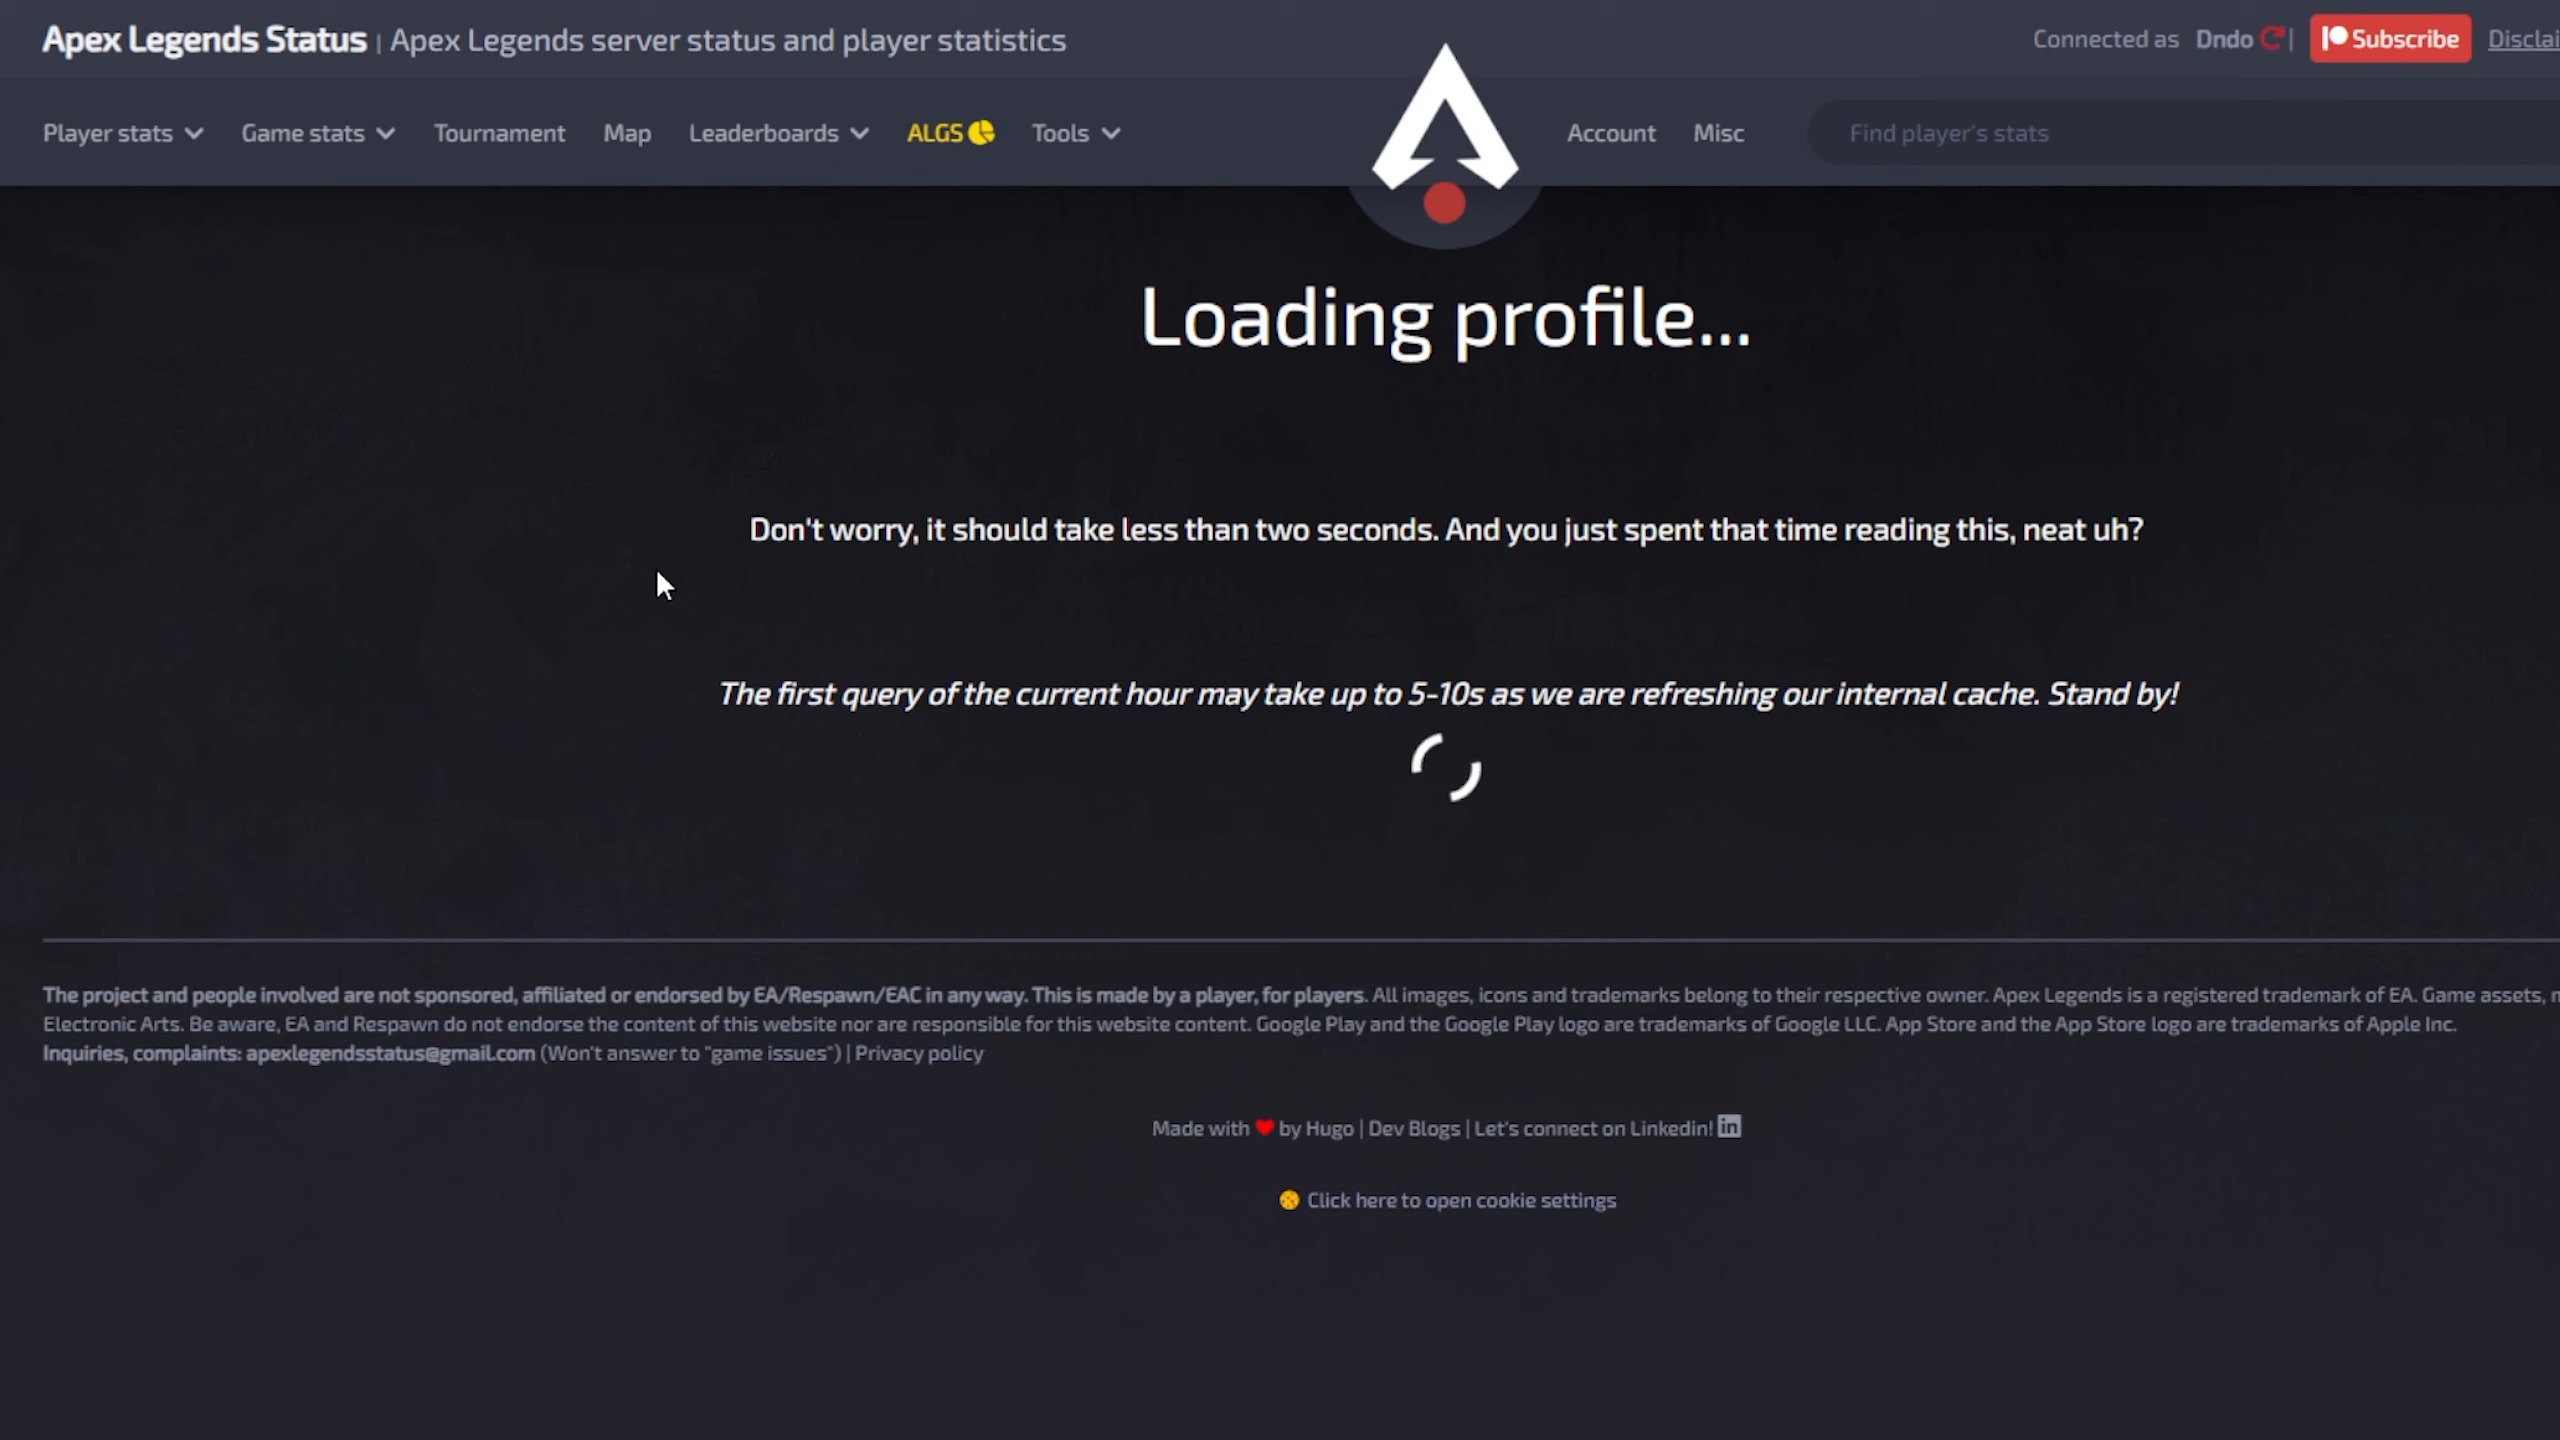 Apex Legends Status | Apex Legends server status and player statistics
Connected as Dndo | Subscribe
Player stats Game stats Tournament Map Leaderboards ALGS Tools Account Misc Find player's stats
Loading profile...
Don't worry, it should take less than two seconds. And you just spent that time reading this, neat uh?
The first query of the current hour may take up to 5-10s as we are refreshing our internal cache. Stand by!
The project and people involved are not sponsored, affiliated or endorsed by EA/Respawn/EAC in any way. This is made by a player, for players. All images, icons and trademarks belong to their respective owner. Apex Legends is a registered trademark of EA. Game assets,
Electronic Arts. Be aware, EA and Respawn do not endorse the content of this website nor are responsible for this website content. Google Play and the Google Play logo are trademarks of Google LLC. App Store and the App Store logo are trademarks of Apple Inc.
Inquiries, complaints: apexlegendsstatus@gmail.com (Won't answer to "game issues") | Privacy policy
Made with ❤ by Hugo | Dev Blogs | Let's connect on Linkedin! in
Click here to open cookie settings